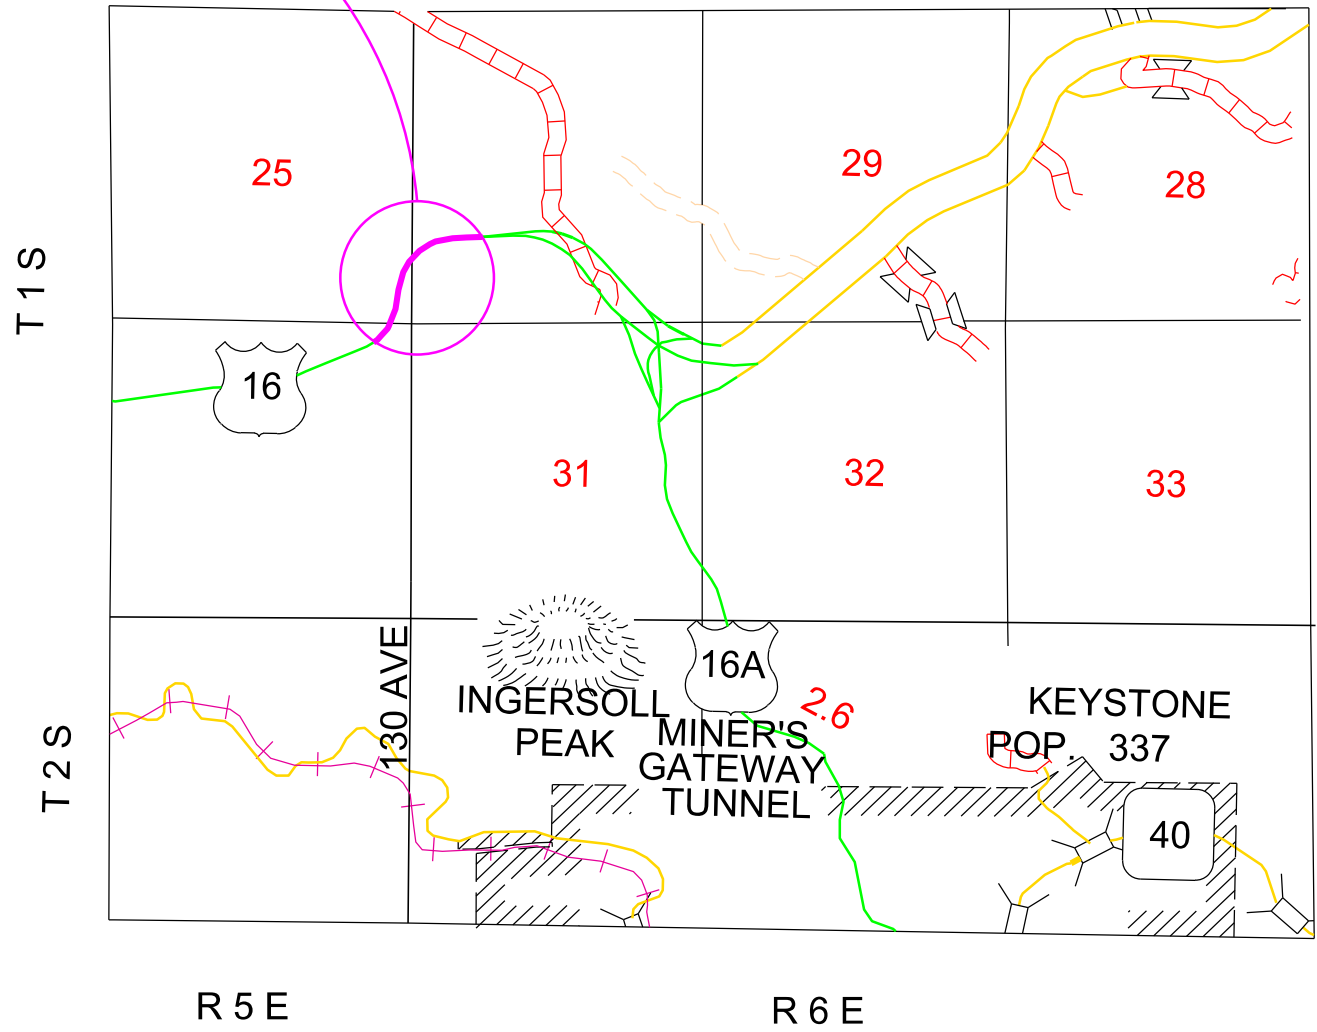 25
29
28
T 1 S
16
31
32
33
130 AVE
16A
INGERSOLL
PEAK
2.6
MINER'S
GATEWAY
TUNNEL
KEYSTONE
POP. 337
T 2 S
40
R 5 E
R 6 E